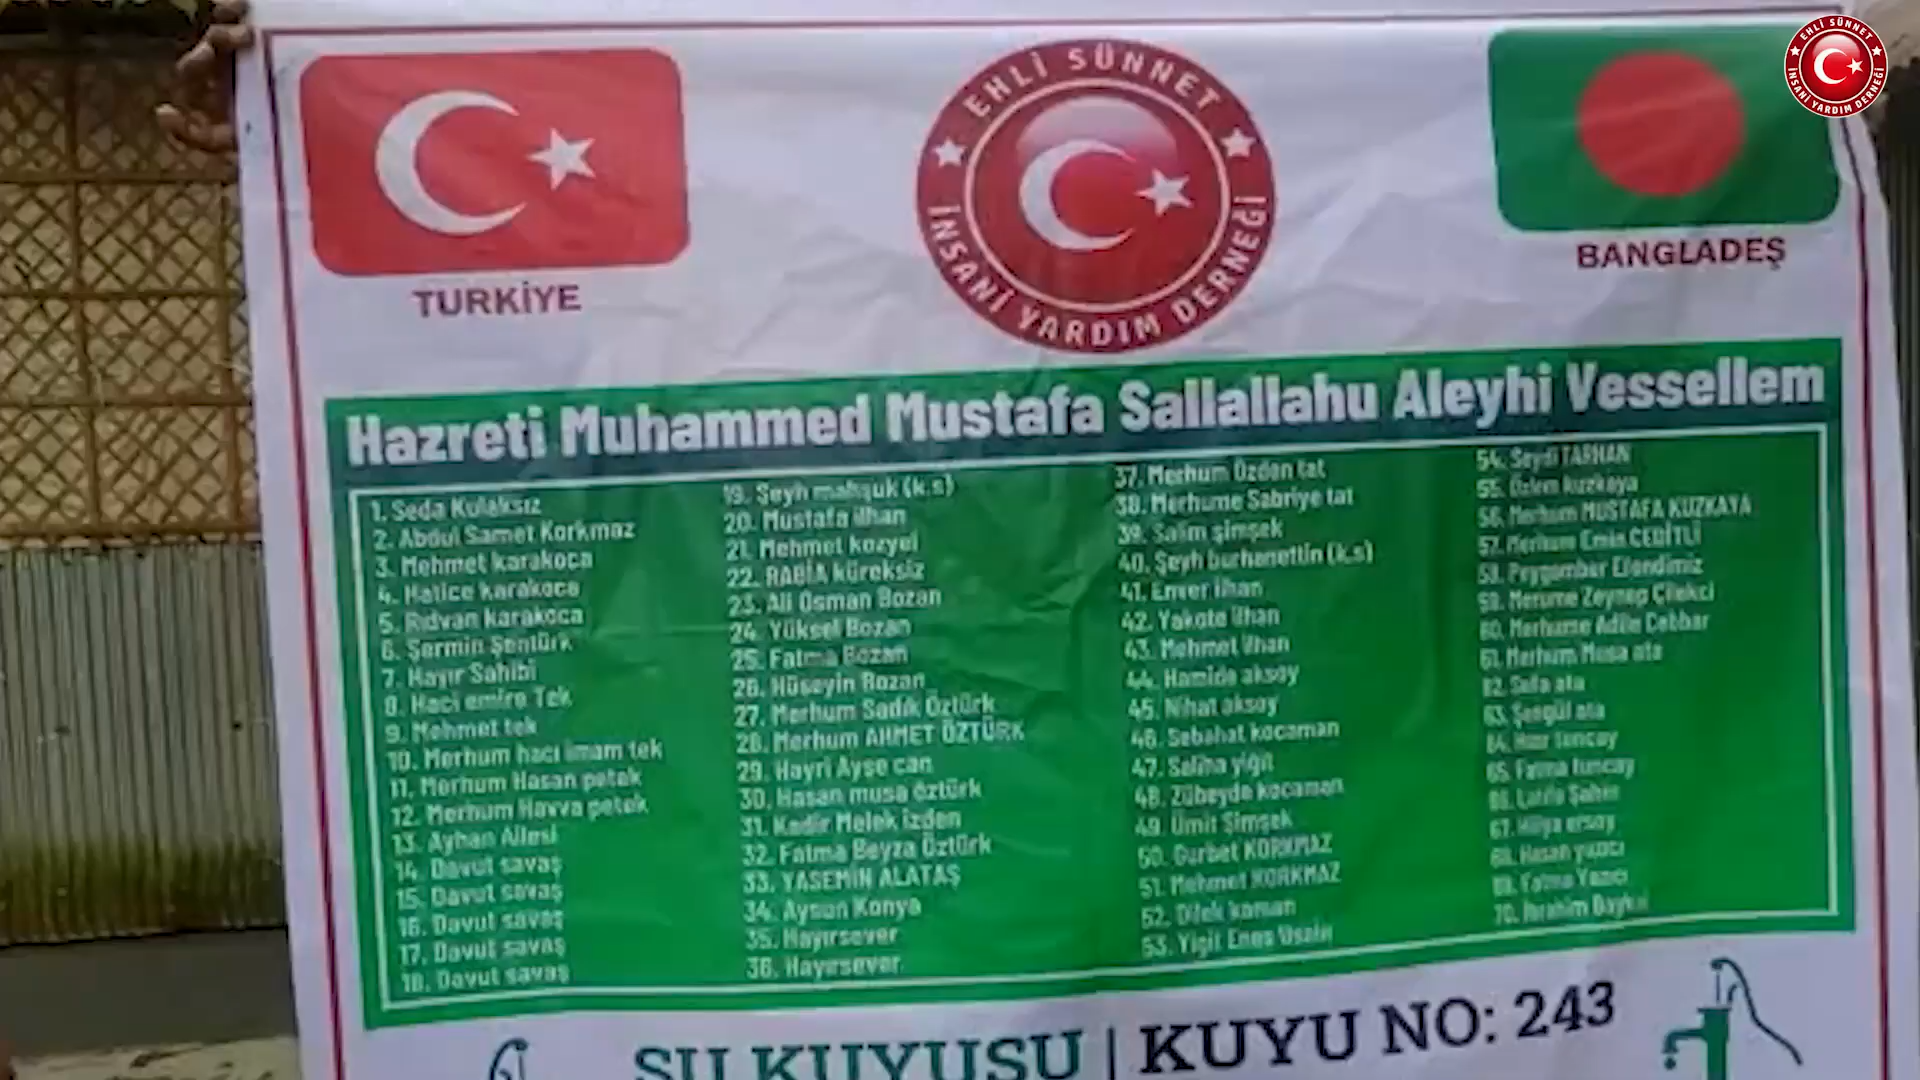 EHLİ SÜNNET
İNSANİ YARDIM DERNEĞİ
TURKİYE
EHLİ SÜNNET
İNSANİ YARDIM DERNEĞİ
BANGLADEŞ
Hazreti Muhammed Mustafa Sallallahu Aleyhi Vessellem
1. Seda Kulaksız
2. Abdul Samet Korkmaz
3. Mehmet karakoca
4. Hatice karakoca
5. Rıdvan karakoca
6. Şermin Şentürk
7. Hayır Sahibi
8. Haci emire Tek
9. Mehmet tek
10. Merhum hacı imam tek
11. Merhum Hasan petek
12. Merhum Havva petek
13. Ayhan Ailesi
14. Davut savaş
15. Davut savaş
16. Davut savaş
17. Davut savaş
18. Davut savaş
19. Şeyh mahşuk (k.s)
20. Mustafa ilhan
21. Mehmet kozyel
22. RABİA küreksiz
23. Ali Osman Bozan
24. Yüksel Bozan
25. Fatma Bozan
26. Hüseyin Bozan
27. Merhum Sadık Öztürk
28. Merhum AHMET ÖZTÜRK
29. Hayri Ayşe can
30. Hasan musa öztürk
31. Kadir Melek izden
32. Fatma Beyza Öztürk
33. YASEMİN ALATAŞ
34. Aysun Konya
35. Hayırsever
36. Hayırsever
37. Merhum Özden tat
38. Merhume Sabriye tat
39. Salim şimşek
40. Şeyh burhanettin (k.s)
41. Enver ilhan
42. Yakote ilhan
43. Mehmet ilhan
44. Hamide aksoy
45. Nihat aksoy
46. Sebahat kocaman
47. Saliha yiğit
48. Zübeyde kocaman
49. Ümit Şimşek
50. Gurbet KORKMAZ
51. Mehmet KORKMAZ
52. Dilek koman
53. Yigit Enes
54. Seydi TARHAN
55. Özlem kuzkaya
56. Merhum MUSTAFA KUZKAYA
57. Merhum Emin CEDİTLİ
58. Peygamber Efendimiz
59. Merume Zeynep Çilekci
60. Merhume Adile Cebbar
61. Merhum Musa ata
62. Sefa ata
63. Şengül ata
64. tuncay
65. Fatma tuncay
66. Şahin
67. Hülya ersoy
68. Hasan yazıcı
69. Fatma Yazıcı
70. İbrahim
SU KUYUSU | KUYU NO: 243